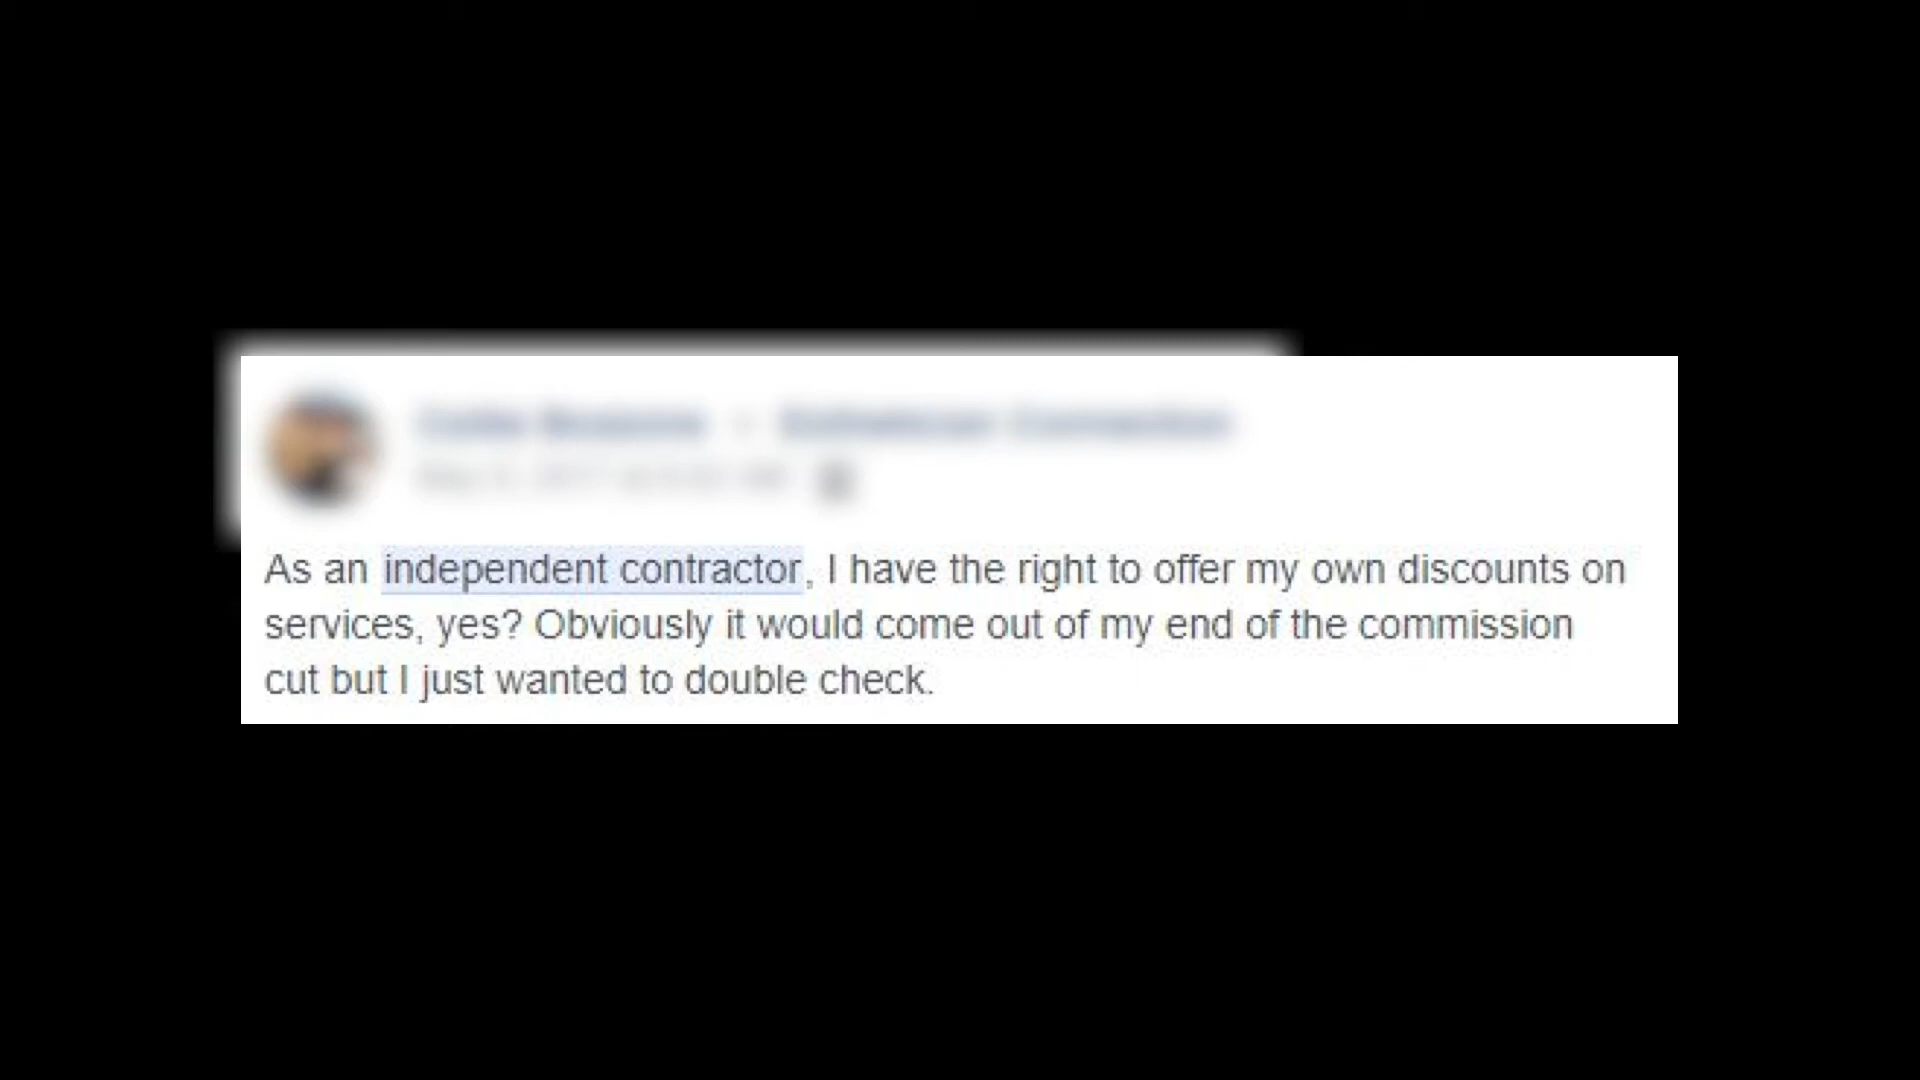 As an independent contractor, I have the right to offer my own discounts on
services, yes? Obviously it would come out of my end of the commission
cut but I just wanted to double check.